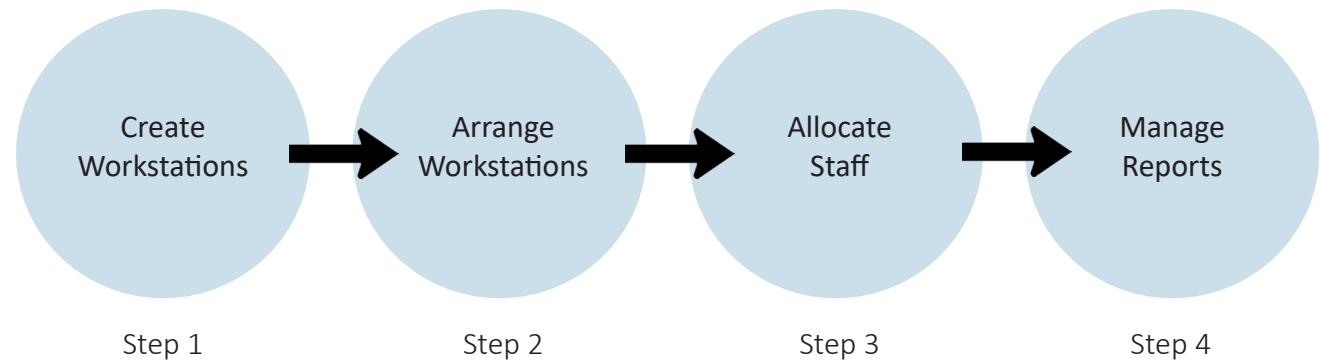 Create
Workstations
Arrange
Workstations
Allocate
Staff
Manage
Reports
Step 1
Step 2
Step 3
Step 4